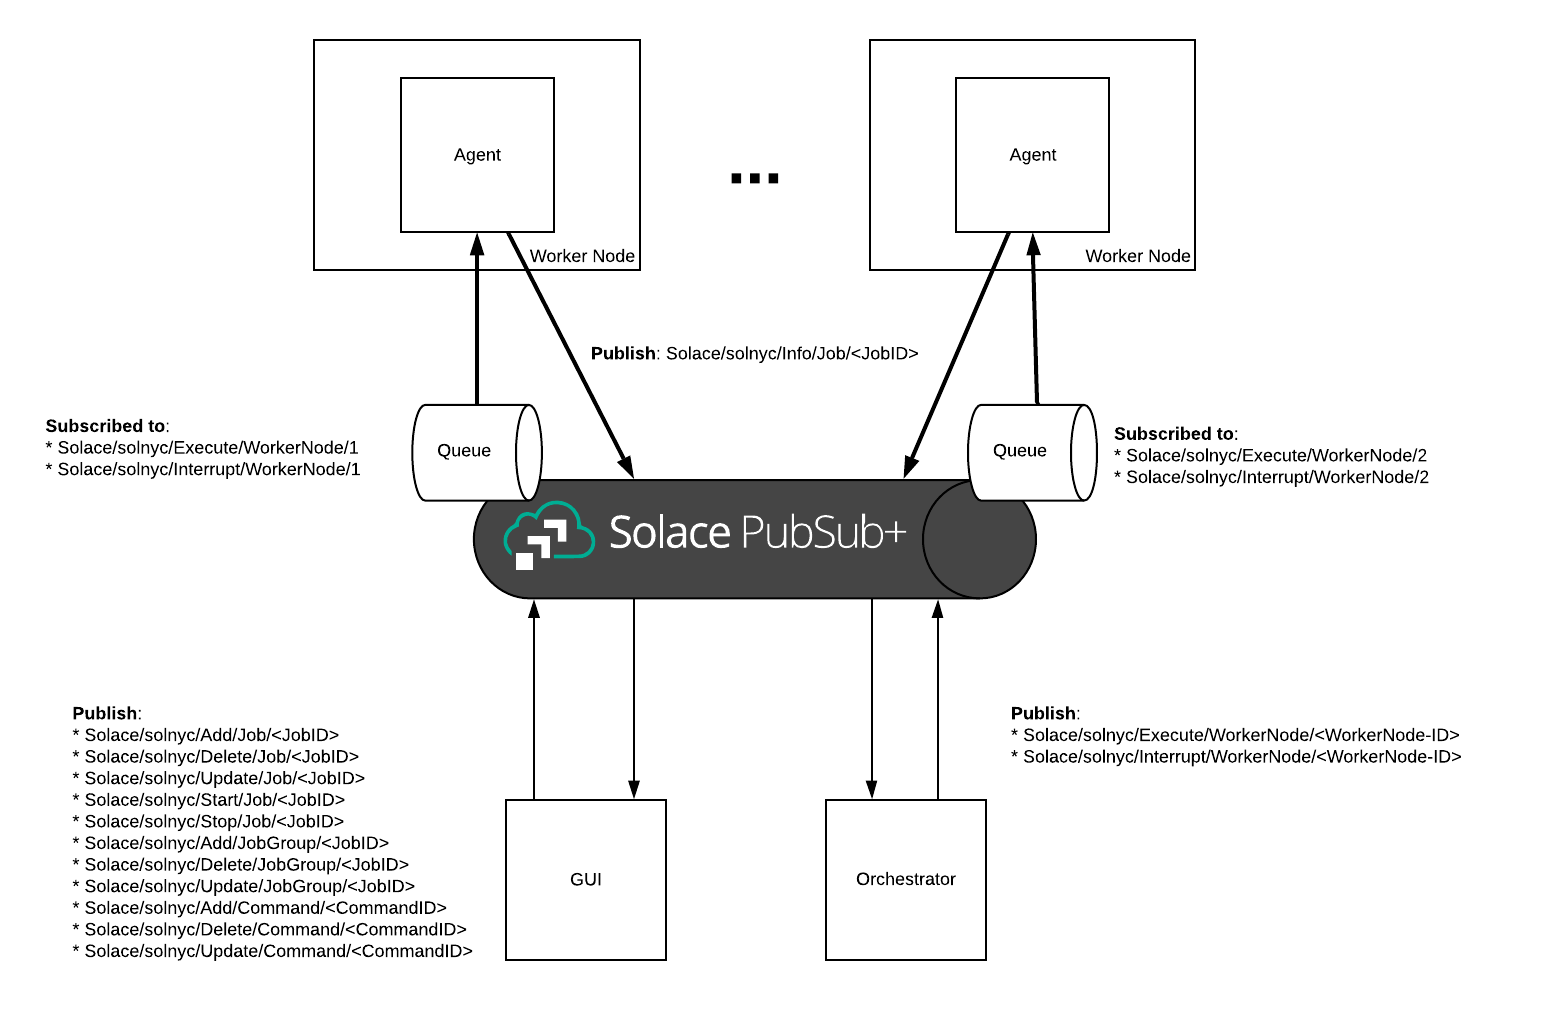 Agent
Agent
...
Worker Node
Worker Node
Publish: Solace/solnyc/Info/Job/<JobID>
Subscribed to:
* Solace/solnyc/Execute/WorkerNode/1
* Solace/solnyc/Interrupt/WorkerNode/1
Queue
Queue
Subscribed to:
* Solace/solnyc/Execute/WorkerNode/2
* Solace/solnyc/Interrupt/WorkerNode/2
Solace PubSub+
Publish:
* Solace/solnyc/Add/Job/<JobID>
* Solace/solnyc/Delete/Job/<JobID>
* Solace/solnyc/Update/Job/<JobID>
* Solace/solnyc/Start/Job/<JobID>
* Solace/solnyc/Stop/Job/<JobID>
* Solace/solnyc/Add/JobGroup/<JobID>
* Solace/solnyc/Delete/JobGroup/<JobID>
* Solace/solnyc/Update/JobGroup/<JobID>
* Solace/solnyc/Add/Command/<CommandID>
* Solace/solnyc/Delete/Command/<CommandID>
* Solace/solnyc/Update/Command/<CommandID>
Publish:
* Solace/solnyc/Execute/WorkerNode/<WorkerNode-ID>
* Solace/solnyc/Interrupt/WorkerNode/<WorkerNode-ID>
GUI
Orchestrator